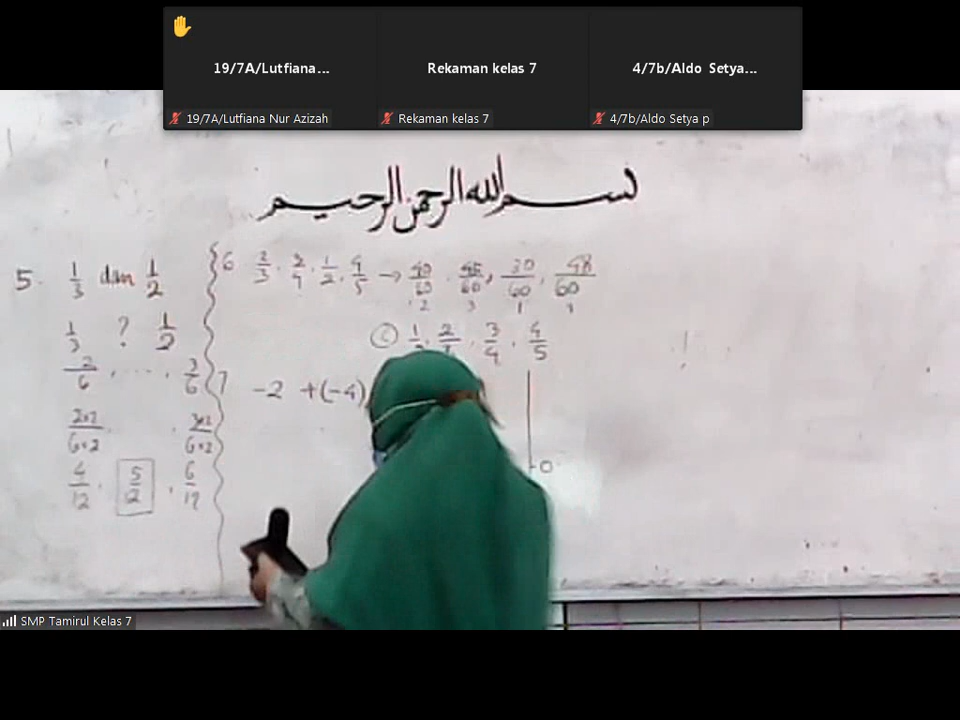 19/7A/Lutfiana...
Rekaman kelas 7
4/7b/Aldo Setya...
19/7A/Lutfiana Nur Azizah
Rekaman kelas 7
4/7b/Aldo Setya p
بسم الله الرحمن الرحيم
5. 1/3 dan 1/2
1/3 ? 1/2
2/6, ..., 3/6
2×2/6×2 , 3×2/6×2
4/12, 5/12, 6/12
6 2/3, 3/4, 1/2, 4/5 → 40/60, 45/60, 30/60, 48/60
2 3 1 4
(c) 1/2, 3/4, 4/5
7 -2 +(-4)
0
SMP Tamirul Kelas 7